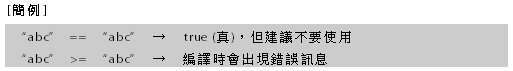 [簡例]
“abc” == “abc” → true (真)，但建議不要使用
“abc” >= “abc” → 編譯時會出現錯誤訊息